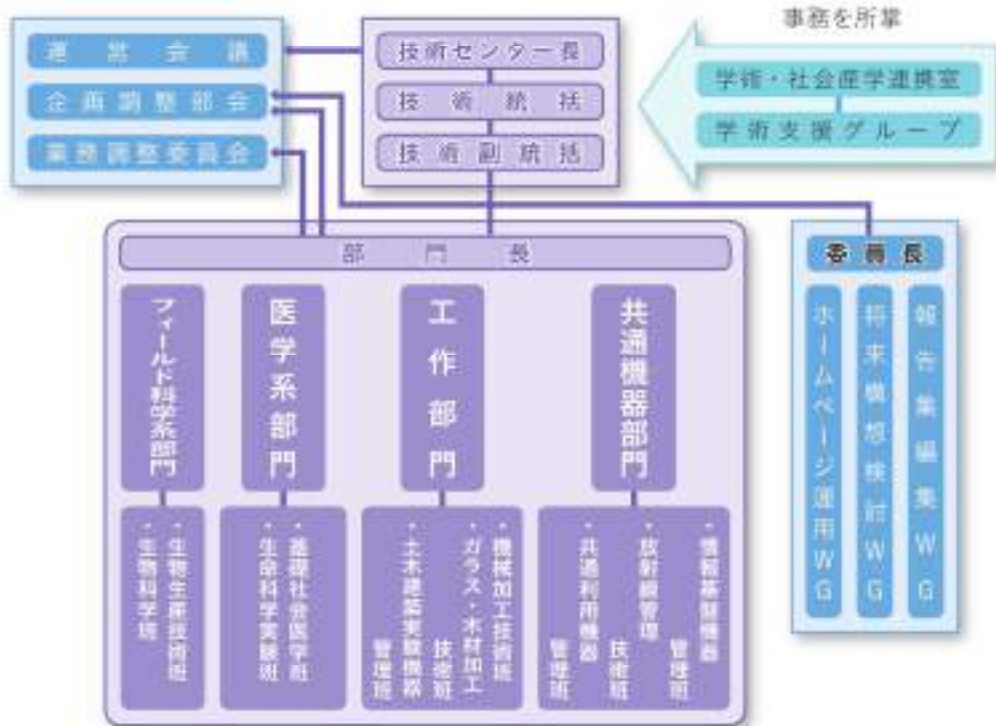 事務を所掌
運営会議
企画調整部会
業務調整委員会
技術センター長
技術統括
技術副統括
学術・社会産学連携室
学術支援グループ
部門長
フィールド科学系部門
医学系部門
工作部門
共通機器部門
・生物生産技術班
・生物科学班
・基礎社会医学班
・生命科学実験班
・機械加工技術班
・ガラス・木材加工
技術班
・土木建築実験機器
管理班
・情報基盤機器
管理班
・放射線管理
技術班
・共通利用機器
管理班
委員長
報告集編集WG
将来構想検討WG
ホームページ運用WG